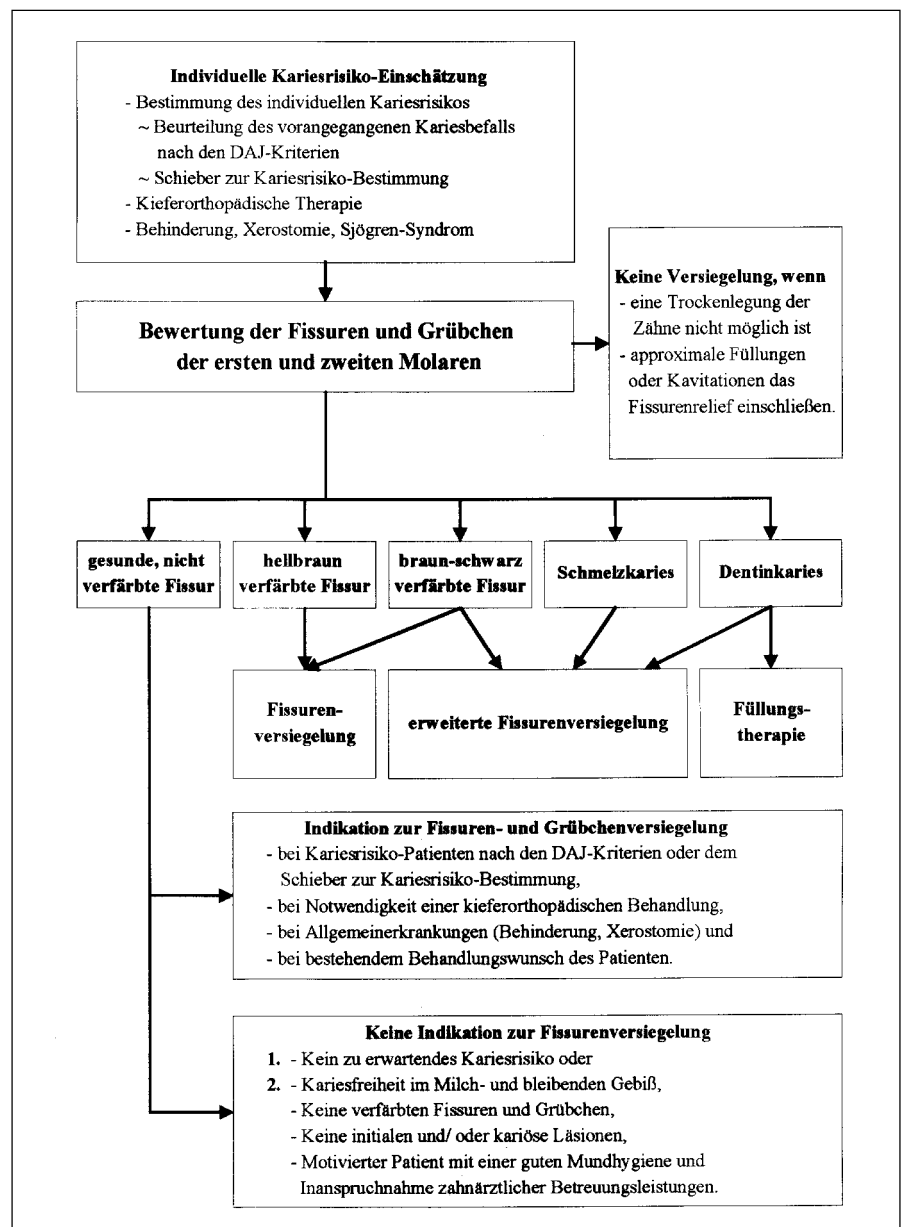 Individuelle Kariesrisiko-Einschätzung
- Bestimmung des individuellen Kariesrisikos
~ Beurteilung des vorangegangenen Kariesbefalls
nach den DAJ-Kriterien
~ Schieber zur Kariesrisiko-Bestimmung
- Kieferorthopädische Therapie
- Behinderung, Xerostomie, Sjögren-Syndrom
Keine Versiegelung, wenn
- eine Trockenlegung der
Zähne nicht möglich ist
- approximale Füllungen
oder Kavitationen das
Fissurenrelief einschließen.
Bewertung der Fissuren und Grübchen
der ersten und zweiten Molaren
gesunde, nicht
verfärbte Fissur
hellbraun
verfärbte Fissur
braun-schwarz
verfärbte Fissur
Schmelzkaries
Dentinkaries
Fissuren-
versiegelung
erweiterte Fissurenversiegelung
Füllungs-
therapie
Indikation zur Fissuren- und Grübchenversiegelung
- bei Kariesrisiko-Patienten nach den DAJ-Kriterien oder dem
Schieber zur Kariesrisiko-Bestimmung,
- bei Notwendigkeit einer kieferorthopädischen Behandlung,
- bei Allgemeinerkrankungen (Behinderung, Xerostomie) und
- bei bestehendem Behandlungswunsch des Patienten.
Keine Indikation zur Fissurenversiegelung
1. - Kein zu erwartendes Kariesrisiko oder
2. - Kariesfreiheit im Milch- und bleibenden Gebiß,
- Keine verfärbten Fissuren und Grübchen,
- Keine initialen und/ oder kariöse Läsionen,
- Motivierter Patient mit einer guten Mundhygiene und
Inanspruchnahme zahnärztlicher Betreuungsleistungen.